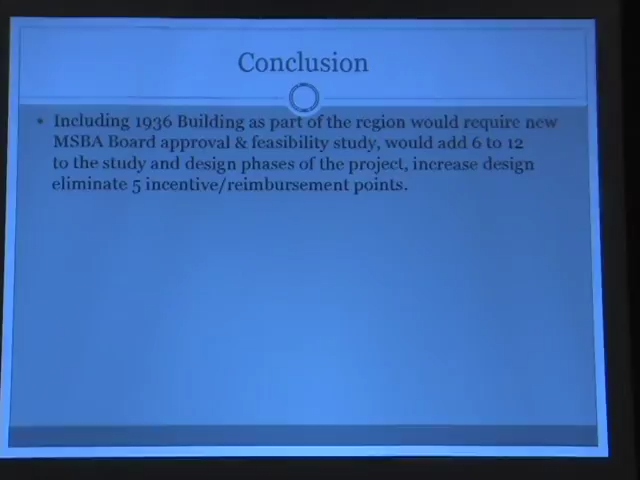 Conclusion
• Including 1936 Building as part of the region would require new
MSBA Board approval & feasibility study, would add 6 to 12
to the study and design phases of the project, increase design
eliminate 5 incentive/reimbursement points.